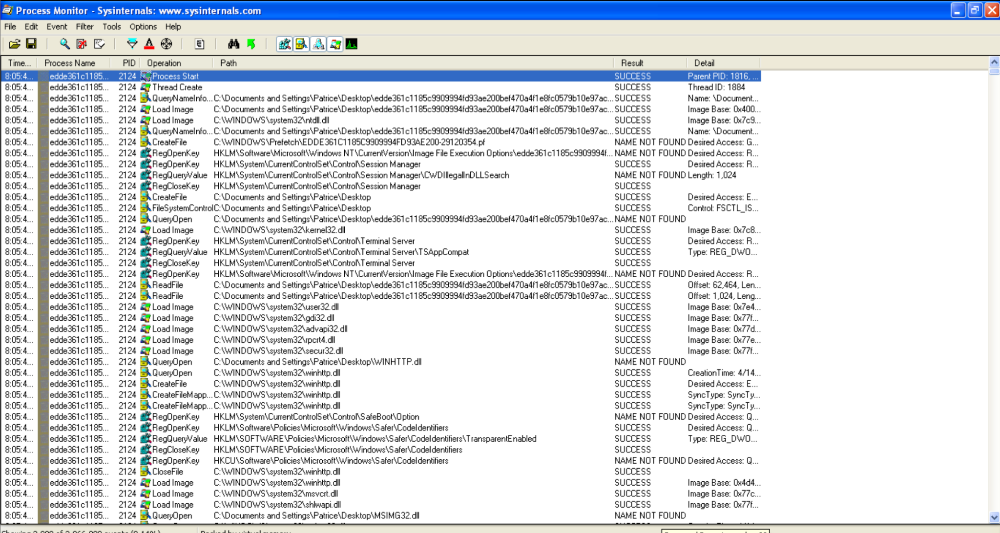 Process Monitor - Sysinternals: www.sysinternals.com
File Edit Event Filter Tools Options Help
Time... Process Name PID Operation Path Result Detail
8:05:4... edde361c1185... 2124 Process Start SUCCESS Parent PID: 1816, ...
8:05:4... edde361c1185... 2124 Thread Create SUCCESS Thread ID: 1884
8:05:4... edde361c1185... 2124 QueryNameInfo... C:\Documents and Settings\Patrice\Desktop\edde361c1185c9909994fd93ae200bef470a4f1e8fc0579b10e97ac... SUCCESS Name: \Document...
8:05:4... edde361c1185... 2124 Load Image C:\Documents and Settings\Patrice\Desktop\edde361c1185c9909994fd93ae200bef470a4f1e8fc0579b10e97ac... SUCCESS Image Base: 0x400...
8:05:4... edde361c1185... 2124 Load Image C:\WINDOWS\system32\ntdll.dll SUCCESS Image Base: 0x7c9...
8:05:4... edde361c1185... 2124 QueryNameInfo... C:\Documents and Settings\Patrice\Desktop\edde361c1185c9909994fd93ae200bef470a4f1e8fc0579b10e97ac... SUCCESS Name: \Document...
8:05:4... edde361c1185... 2124 CreateFile C:\WINDOWS\Prefetch\EDDE361C1185C9909994FD93AE200-29120354.pf NAME NOT FOUND Desired Access: G...
8:05:4... edde361c1185... 2124 RegOpenKey HKLM\Software\Microsoft\Windows NT\CurrentVersion\Image File Execution Options\edde361c1185c9909994f... NAME NOT FOUND Desired Access: R...
8:05:4... edde361c1185... 2124 RegOpenKey HKLM\System\CurrentControlSet\Control\Session Manager SUCCESS Desired Access: R...
8:05:4... edde361c1185... 2124 RegQueryValue HKLM\System\CurrentControlSet\Control\Session Manager\CWDIllegalInDLLSearch NAME NOT FOUND Length: 1,024
8:05:4... edde361c1185... 2124 RegCloseKey HKLM\System\CurrentControlSet\Control\Session Manager SUCCESS
8:05:4... edde361c1185... 2124 CreateFile C:\Documents and Settings\Patrice\Desktop SUCCESS Desired Access: E...
8:05:4... edde361c1185... 2124 FileSystemControl C:\Documents and Settings\Patrice\Desktop SUCCESS Control: FSCTL_IS...
8:05:4... edde361c1185... 2124 QueryOpen C:\Documents and Settings\Patrice\Desktop\edde361c1185c9909994fd93ae200bef470a4f1e8fc0579b10e97ac... NAME NOT FOUND
8:05:4... edde361c1185... 2124 Load Image C:\WINDOWS\system32\kernel32.dll SUCCESS Image Base: 0x7c8...
8:05:4... edde361c1185... 2124 RegOpenKey HKLM\System\CurrentControlSet\Control\Terminal Server SUCCESS Desired Access: R...
8:05:4... edde361c1185... 2124 RegQueryValue HKLM\System\CurrentControlSet\Control\Terminal Server\TSAppCompat SUCCESS Type: REG_DWO...
8:05:4... edde361c1185... 2124 RegCloseKey HKLM\System\CurrentControlSet\Control\Terminal Server SUCCESS
8:05:4... edde361c1185... 2124 RegOpenKey HKLM\Software\Microsoft\Windows NT\CurrentVersion\Image File Execution Options\edde361c1185c9909994f... NAME NOT FOUND Desired Access: R...
8:05:4... edde361c1185... 2124 ReadFile C:\Documents and Settings\Patrice\Desktop\edde361c1185c9909994fd93ae200bef470a4f1e8fc0579b10e97ac... SUCCESS Offset: 62,464, Len...
8:05:4... edde361c1185... 2124 ReadFile C:\Documents and Settings\Patrice\Desktop\edde361c1185c9909994fd93ae200bef470a4f1e8fc0579b10e97ac... SUCCESS Offset: 1,024, Leng...
8:05:4... edde361c1185... 2124 Load Image C:\WINDOWS\system32\user32.dll SUCCESS Image Base: 0x7e4...
8:05:4... edde361c1185... 2124 Load Image C:\WINDOWS\system32\gdi32.dll SUCCESS Image Base: 0x77f...
8:05:4... edde361c1185... 2124 Load Image C:\WINDOWS\system32\advapi32.dll SUCCESS Image Base: 0x77d...
8:05:4... edde361c1185... 2124 Load Image C:\WINDOWS\system32\rpcrt4.dll SUCCESS Image Base: 0x77e...
8:05:4... edde361c1185... 2124 Load Image C:\WINDOWS\system32\secur32.dll SUCCESS Image Base: 0x77f...
8:05:4... edde361c1185... 2124 QueryOpen C:\Documents and Settings\Patrice\Desktop\WINHTTP.dll NAME NOT FOUND
8:05:4... edde361c1185... 2124 QueryOpen C:\WINDOWS\system32\winhttp.dll SUCCESS CreationTime: 4/14...
8:05:4... edde361c1185... 2124 CreateFile C:\WINDOWS\system32\winhttp.dll SUCCESS Desired Access: E...
8:05:4... edde361c1185... 2124 CreateFileMapp... C:\WINDOWS\system32\winhttp.dll SUCCESS SyncType: SyncTy...
8:05:4... edde361c1185... 2124 CreateFileMapp... C:\WINDOWS\system32\winhttp.dll SUCCESS SyncType: SyncTy...
8:05:4... edde361c1185... 2124 RegOpenKey HKLM\System\CurrentControlSet\Control\SafeBoot\Option NAME NOT FOUND Desired Access: Q...
8:05:4... edde361c1185... 2124 RegOpenKey HKLM\Software\Policies\Microsoft\Windows\Safer\CodeIdentifiers SUCCESS Desired Access: Q...
8:05:4... edde361c1185... 2124 RegQueryValue HKLM\SOFTWARE\Policies\Microsoft\Windows\Safer\CodeIdentifiers\TransparentEnabled SUCCESS Type: REG_DWO...
8:05:4... edde361c1185... 2124 RegCloseKey HKLM\SOFTWARE\Policies\Microsoft\Windows\Safer\CodeIdentifiers SUCCESS
8:05:4... edde361c1185... 2124 RegOpenKey HKCU\Software\Policies\Microsoft\Windows\Safer\CodeIdentifiers NAME NOT FOUND Desired Access: Q...
8:05:4... edde361c1185... 2124 CloseFile C:\WINDOWS\system32\winhttp.dll SUCCESS
8:05:4... edde361c1185... 2124 Load Image C:\WINDOWS\system32\winhttp.dll SUCCESS Image Base: 0x4d4...
8:05:4... edde361c1185... 2124 Load Image C:\WINDOWS\system32\msvcrt.dll SUCCESS Image Base: 0x77c...
8:05:4... edde361c1185... 2124 Load Image C:\WINDOWS\system32\shlwapi.dll SUCCESS Image Base: 0x77f...
8:05:4... edde361c1185... 2124 QueryOpen C:\Documents and Settings\Patrice\Desktop\MSIMG32.dll NAME NOT FOUND